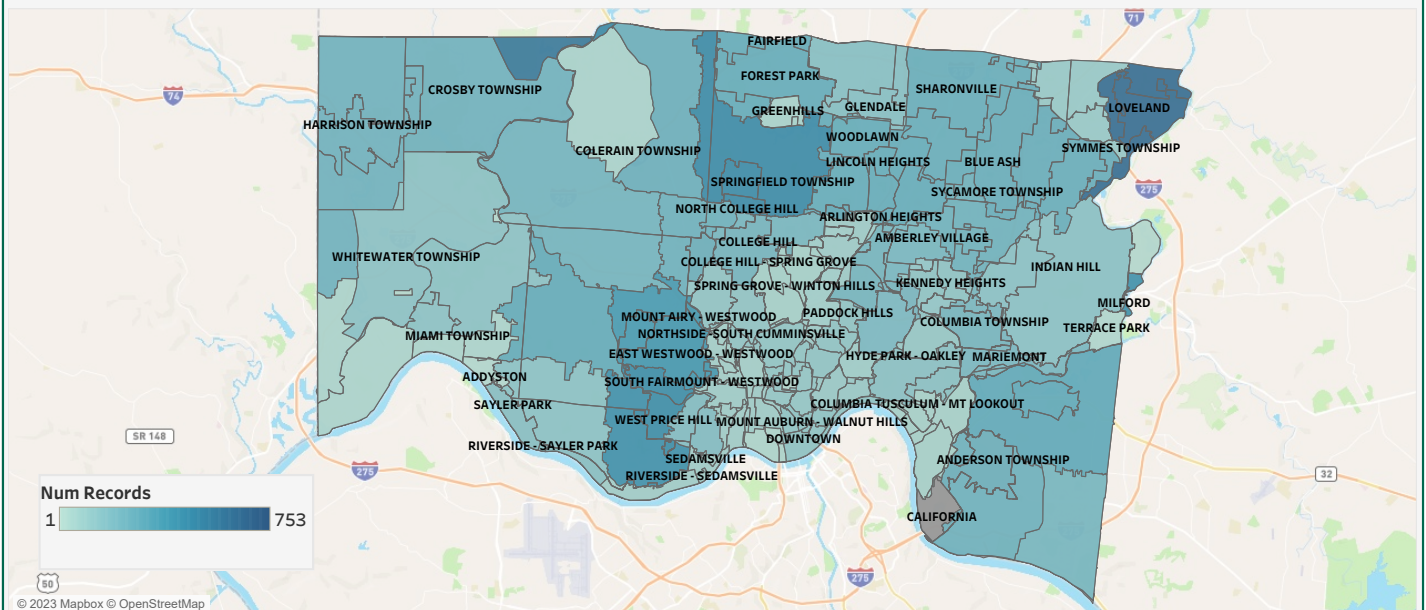 71
FAIRFIELD
FOREST PARK
SHARONVILLE
CROSBY TOWNSHIP
74
GREENHILLS
GLENDALE
LOVELAND
HARRISON TOWNSHIP
WOODLAWN
COLERAIN TOWNSHIP
SYMMES TOWNSHIP
LINCOLN HEIGHTS
BLUE ASH
SPRINGFIELD TOWNSHIP
SYCAMORE TOWNSHIP
275
NORTH COLLEGE HILL
ARLINGTON HEIGHTS
COLLEGE HILL
AMBERLEY VILLAGE
WHITEWATER TOWNSHIP
COLLEGE HILL - SPRING GROVE
INDIAN HILL
SPRING GROVE - WINTON HILLS
KENNEDY HEIGHTS
MILFORD
MOUNT AIRY - WESTWOOD
PADDOCK HILLS
COLUMBIA TOWNSHIP
TERRACE PARK
MIAMI TOWNSHIP
NORTHSIDE -SOUTH CUMMINSVILLE
EAST WESTWOOD - WESTWOOD
HYDE PARK - OAKLEY
MARIEMONT
ADDYSTON
SOUTH FAIRMOUNT - WESTWOOD
SAYLER PARK
COLUMBIA TUSCULUM - MT LOOKOUT
WEST PRICE HILL
MOUNT AUBURN - WALNUT HILLS
SR 148
DOWNTOWN
RIVERSIDE - SAYLER PARK
SEDAMSVILLE
ANDERSON TOWNSHIP
275
RIVERSIDE - SEDAMSVILLE
32
Num Records
1
753
CALIFORNIA
50
275
© 2023 Mapbox © OpenStreetMap